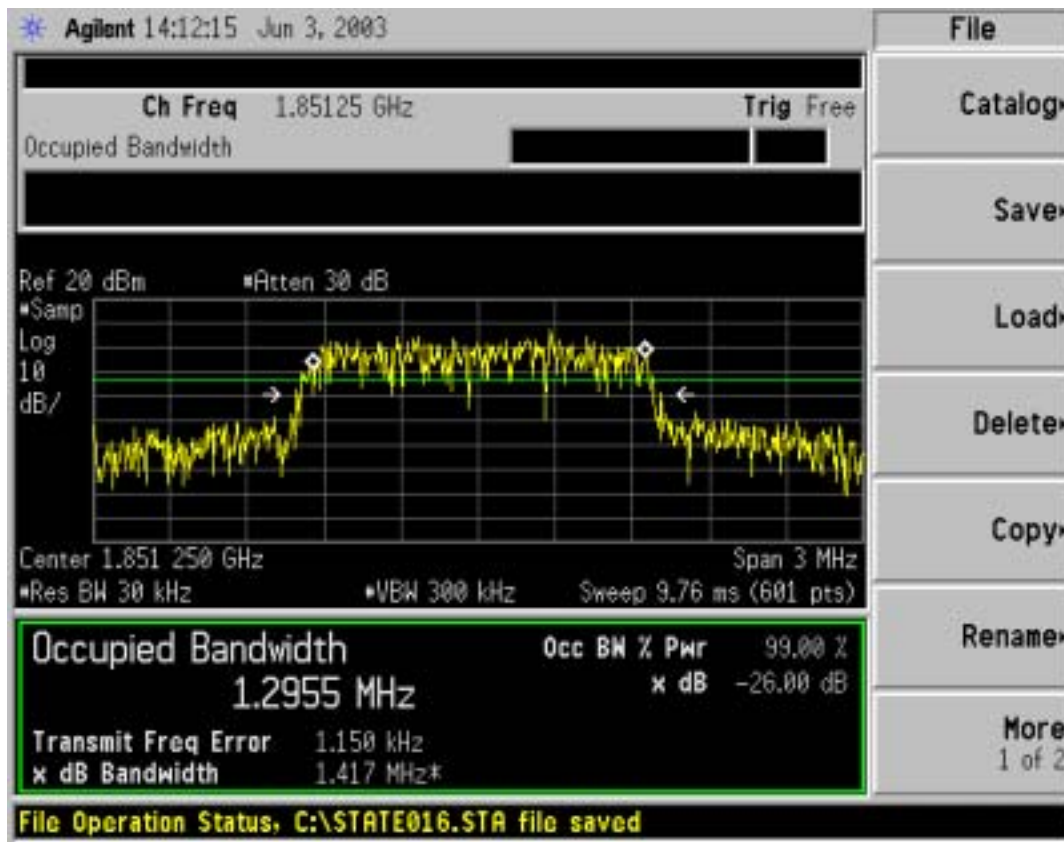 Agilent 14:12:15 Jun 3, 2003
File
Ch Freq 1.85125 GHz Trig Free
Occupied Bandwidth
Catalog
Save
Ref 20 dBm *Atten 30 dB
*Samp
Log
10
dB/
Load
Delete
Copy
Center 1.851 250 GHz Span 3 MHz
*Res BW 30 kHz *VBW 300 kHz Sweep 9.76 ms (601 pts)
Rename
Occupied Bandwidth Occ BW % Pwr 99.00 %
1.2955 MHz x dB -26.00 dB
Transmit Freq Error 1.150 kHz
x dB Bandwidth 1.417 MHz*
More
1 of 2
File Operation Status, C:\STATE016.STA file saved